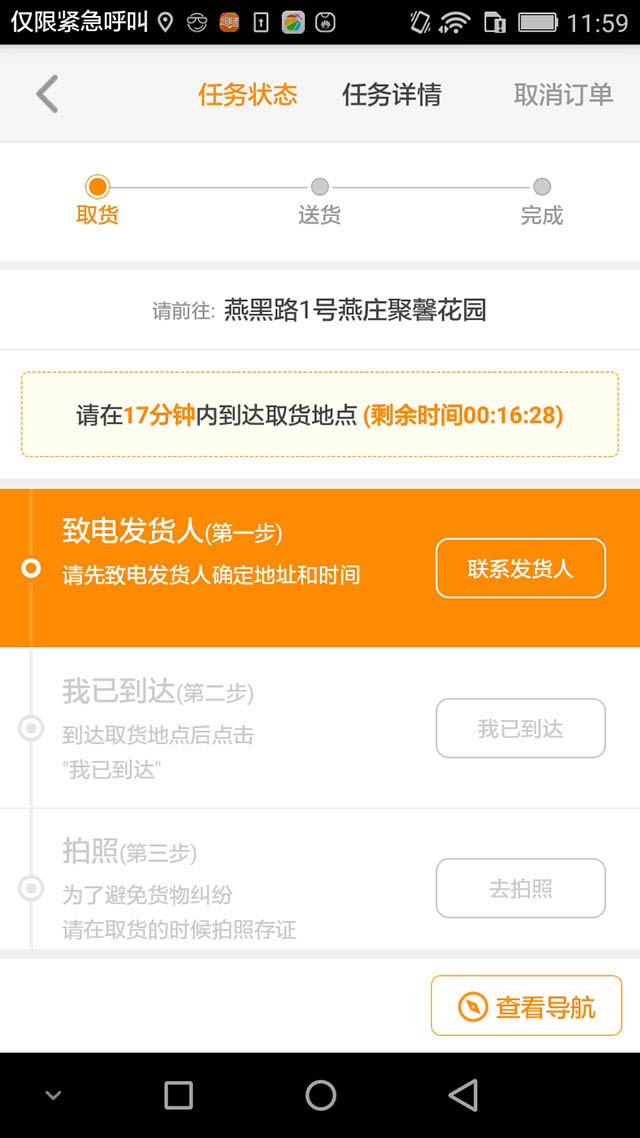 仅限紧急呼叫 11:59
任务状态 任务详情 取消订单
取货 送货 完成
请前往: 燕黑路1号燕庄聚馨花园
请在17分钟内到达取货地点 (剩余时间00:16:28)
致电发货人(第一步)
请先致电发货人确定地址和时间
联系发货人
我已到达(第二步)
到达取货地点后点击
"我已到达"
我已到达
拍照(第三步)
为了避免货物纠纷
请在取货的时候拍照存证
去拍照
查看导航